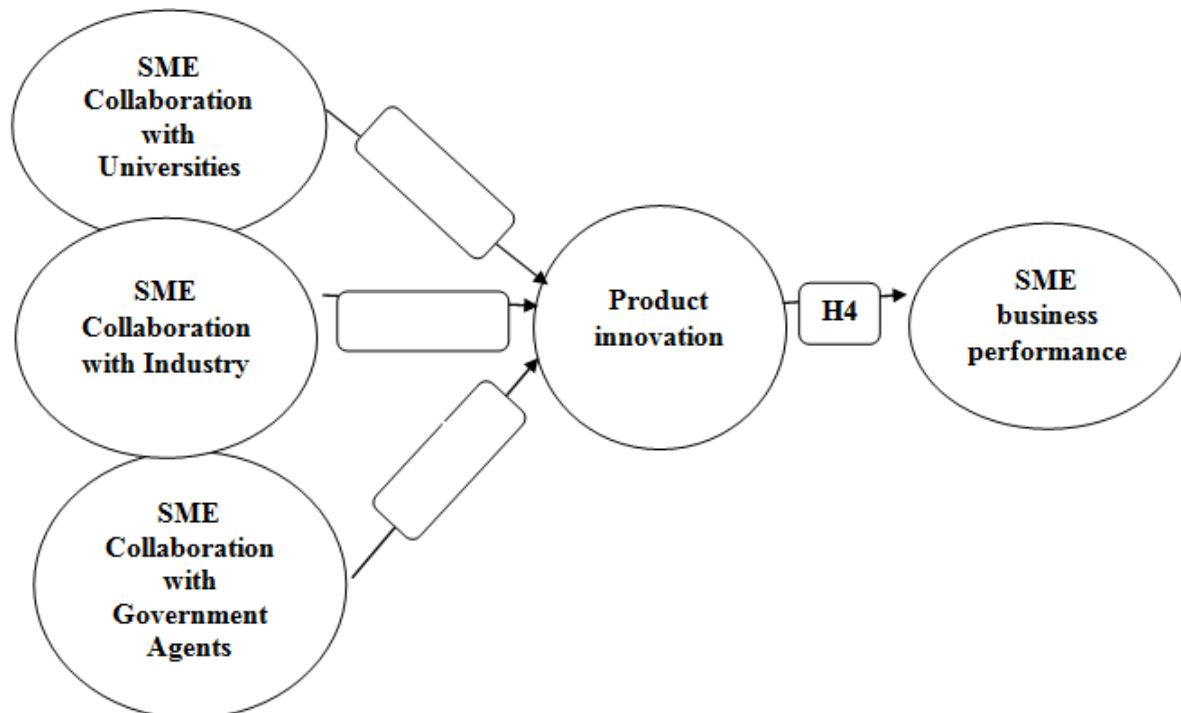 SME
Collaboration
with
Universities
SME
Collaboration
with Industry
SME
Collaboration
with
Government
Agents
Product
innovation
H4
SME
business
performance